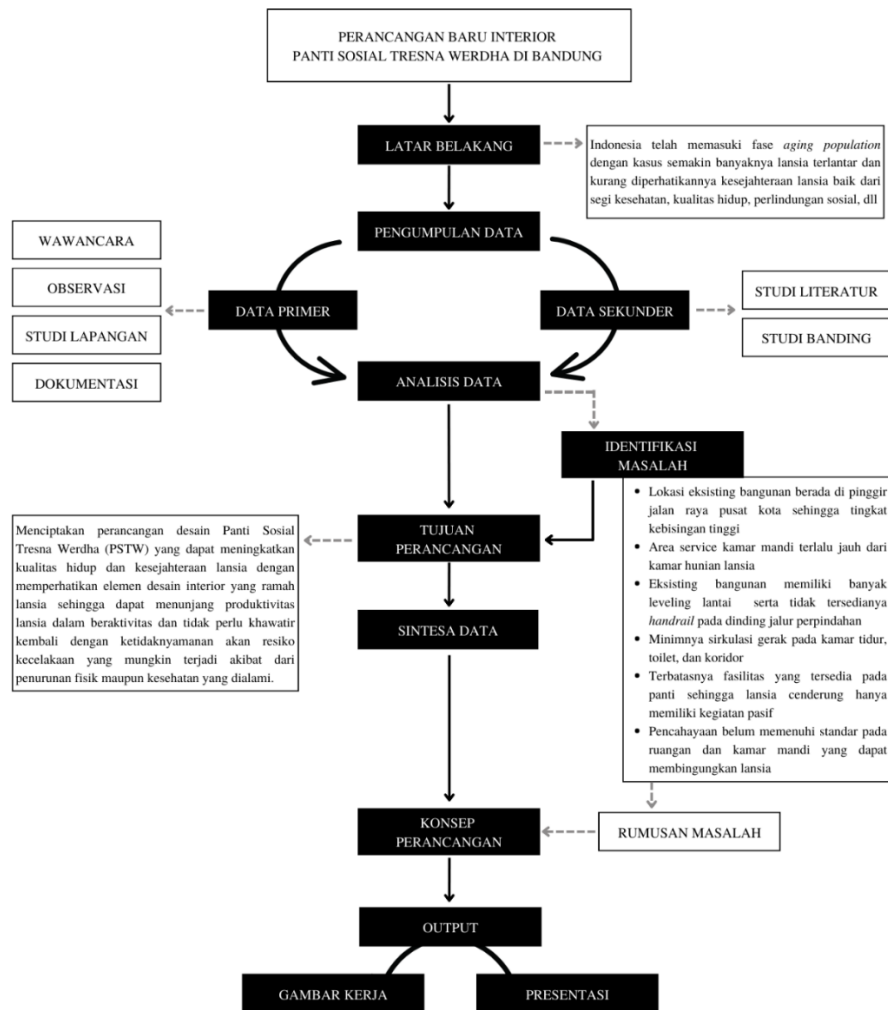 PERANCANGAN BARU INTERIOR
PANTI SOSIAL TRESNA WERDHA DI BANDUNG
LATAR BELAKANG
Indonesia telah memasuki fase aging population
dengan kasus semakin banyaknya lansia terlantar dan
kurang diperhatikannya kesejahteraan lansia baik dari
segi kesehatan, kualitas hidup, perlindungan sosial, dll
PENGUMPULAN DATA
WAWANCARA
OBSERVASI
STUDI LAPANGAN
DOKUMENTASI
DATA PRIMER
DATA SEKUNDER
STUDI LITERATUR
STUDI BANDING
ANALISIS DATA
IDENTIFIKASI
MASALAH
• Lokasi eksisting bangunan berada di pinggir
jalan raya pusat kota sehingga tingkat
kebisingan tinggi
• Area service kamar mandi terlalu jauh dari
kamar hunian lansia
• Eksisting bangunan memiliki banyak
leveling lantai serta tidak tersedianya
handrail pada dinding jalur perpindahan
• Minimnya sirkulasi gerak pada kamar tidur,
toilet, dan koridor
• Terbatasnya fasilitas yang tersedia pada
panti sehingga lansia cenderung hanya
memiliki kegiatan pasif
• Pencahayaan belum memenuhi standar pada
ruangan dan kamar mandi yang dapat
membingungkan lansia
TUJUAN
PERANCANGAN
Menciptakan perancangan desain Panti Sosial
Tresna Werdha (PSTW) yang dapat meningkatkan
kualitas hidup dan kesejahteraan lansia dengan
memperhatikan elemen desain interior yang ramah
lansia sehingga dapat menunjang produktivitas
lansia dalam beraktivitas dan tidak perlu khawatir
kembali dengan ketidaknyamanan akan resiko
kecelakaan yang mungkin terjadi akibat dari
penurunan fisik maupun kesehatan yang dialami.
SINTESA DATA
KONSEP
PERANCANGAN
RUMUSAN MASALAH
OUTPUT
GAMBAR KERJA
PRESENTASI